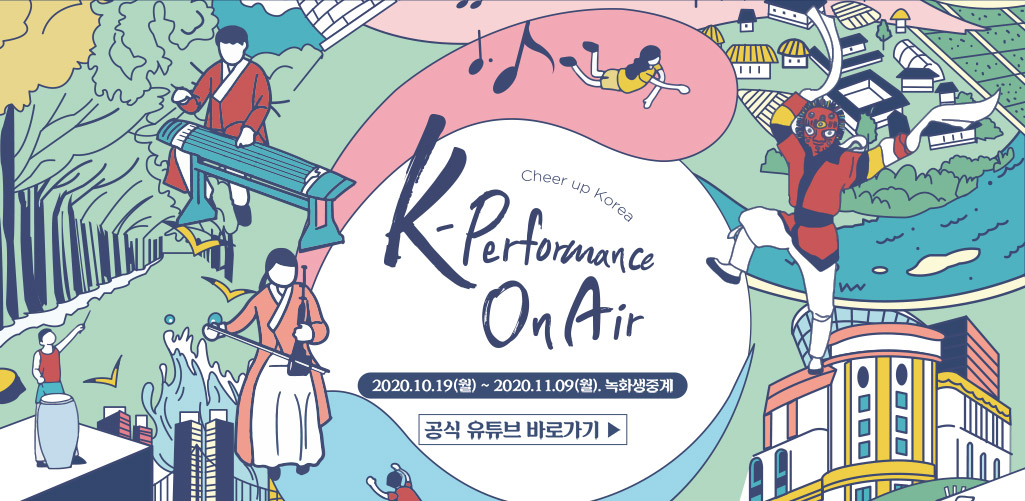 Cheer up Korea
K-Performance
On Air
2020.10.19(월) ~ 2020.11.09(월). 녹화생중계
공식 유튜브 바로가기 ▶